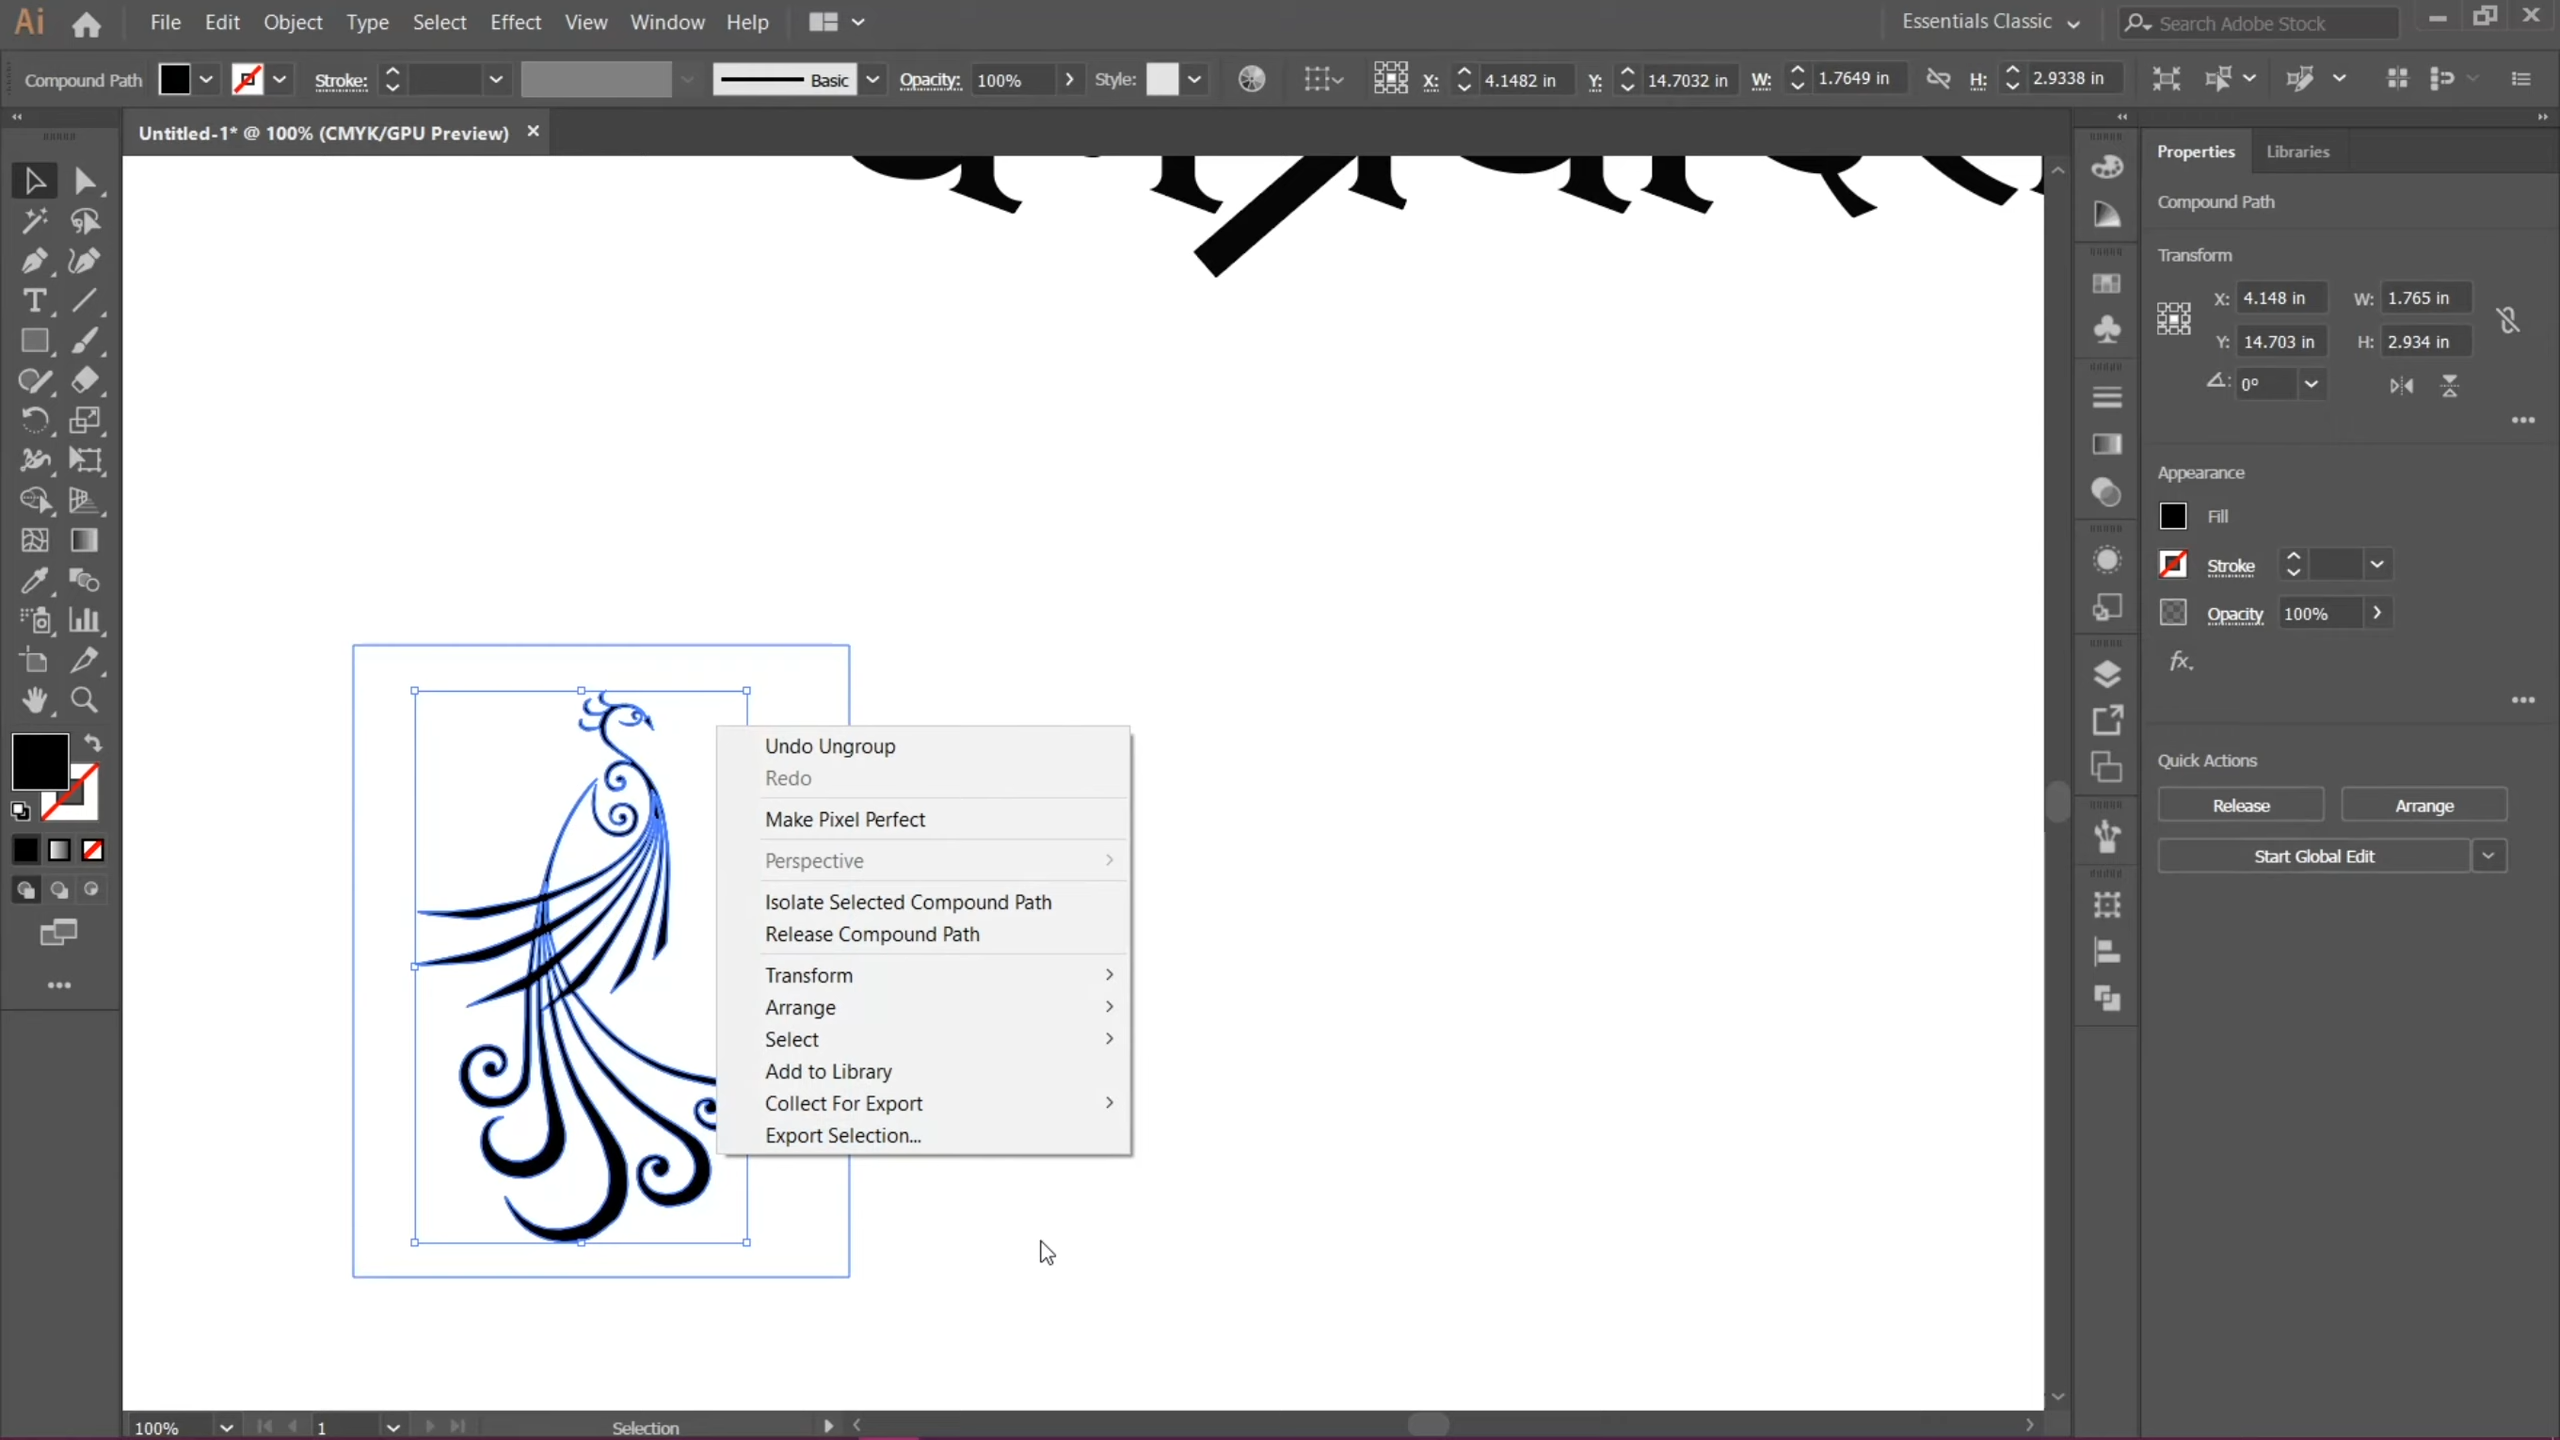 Ai File Edit Object Type Select Effect View Window Help Essentials Classic Search Adobe Stock
Compound Path Stroke: Basic Opacity: 100% Style: X: 4.1482 in Y: 14.7032 in W: 1.7649 in H: 2.9338 in
Untitled-1* @ 100% (CMYK/GPU Preview)
Properties Libraries
Compound Path
Transform
X: 4.148 in W: 1.765 in
Y: 14.703 in H: 2.934 in
0°
Appearance
Fill
Stroke
Opacity 100%
fx.
Quick Actions
Release Arrange
Start Global Edit
Undo Ungroup
Redo
Make Pixel Perfect
Perspective
Isolate Selected Compound Path
Release Compound Path
Transform
Arrange
Select
Add to Library
Collect For Export
Export Selection...
100% 1 Selection